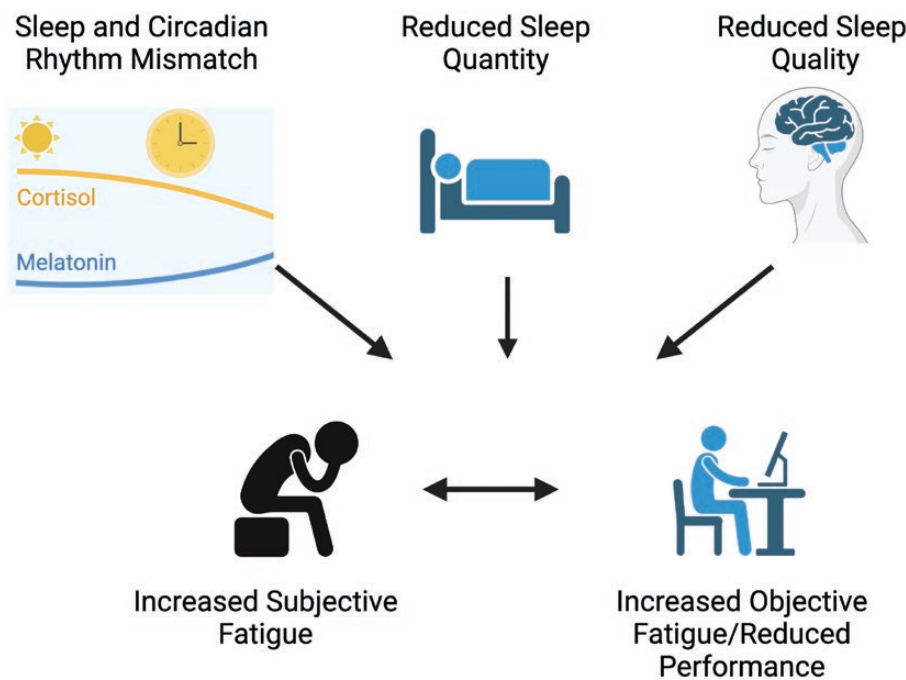 Sleep and Circadian
Rhythm Mismatch
Reduced Sleep
Quantity
Reduced Sleep
Quality
Cortisol
Melatonin
Increased Subjective
Fatigue
Increased Objective
Fatigue/Reduced
Performance